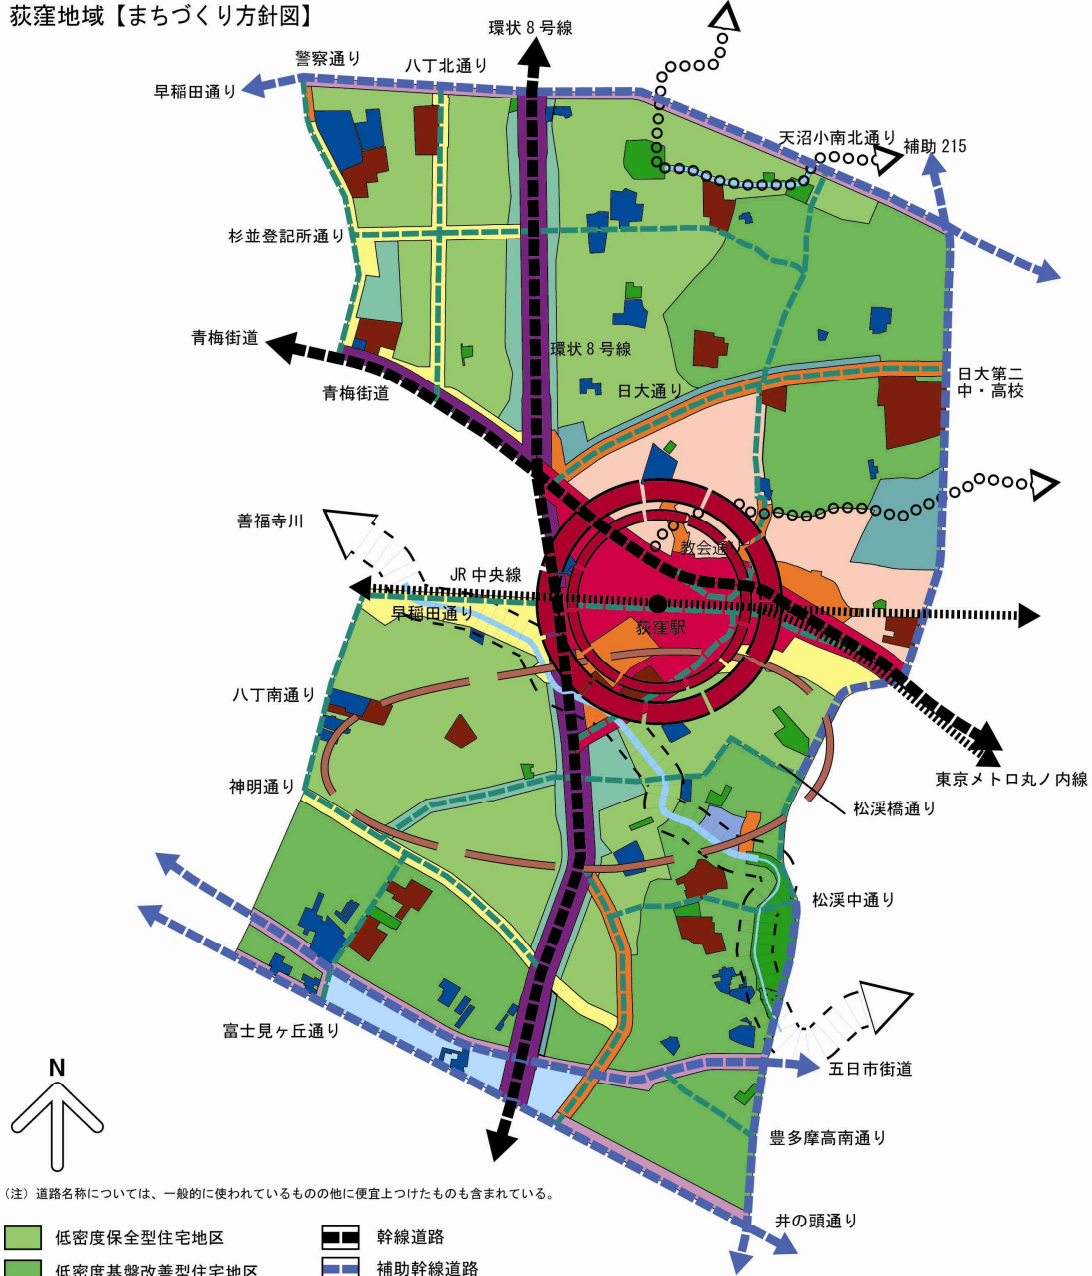 荻窪地域【まちづくり方針図】
環状8号線
警察通り
八丁北通り
早稲田通り
天沼小南北通り
補助215
杉並登記所通り
青梅街道
環状8号線
青梅街道
日大通り
日大第二
中・高校
善福寺川
教会通り
JR中央線
早稲田通り
荻窪駅
八丁南通り
神明通り
東京メトロ丸ノ内線
松渓橋通り
松渓中通り
富士見ヶ丘通り
五日市街道
N
豊多摩高南通り
(注)道路名称については、一般的に使われているものの他に便宜上つけたものも含まれている。
井の頭通り
低密度保全型住宅地区
幹線道路
低密度基盤改善型住宅地区
補助幹線道路